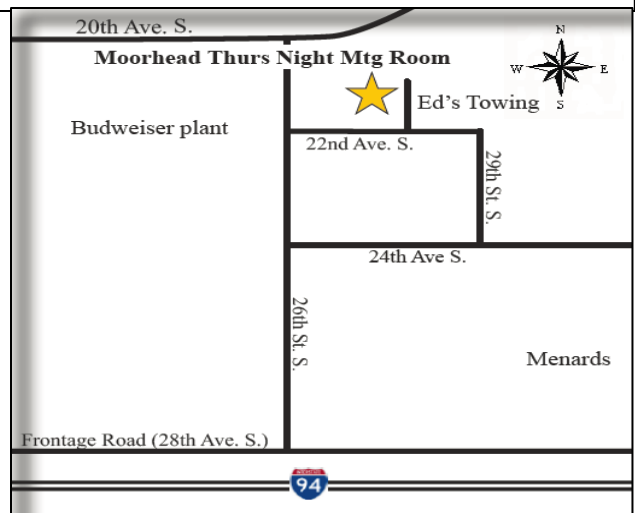 20th Ave. S.
Moorhead Thurs Night Mtg Room
N
W
E
S
Ed's Towing
Budweiser plant
22nd Ave. S.
29th St. S.
24th Ave S.
26th St. S.
Menards
Frontage Road (28th Ave. S.)
94